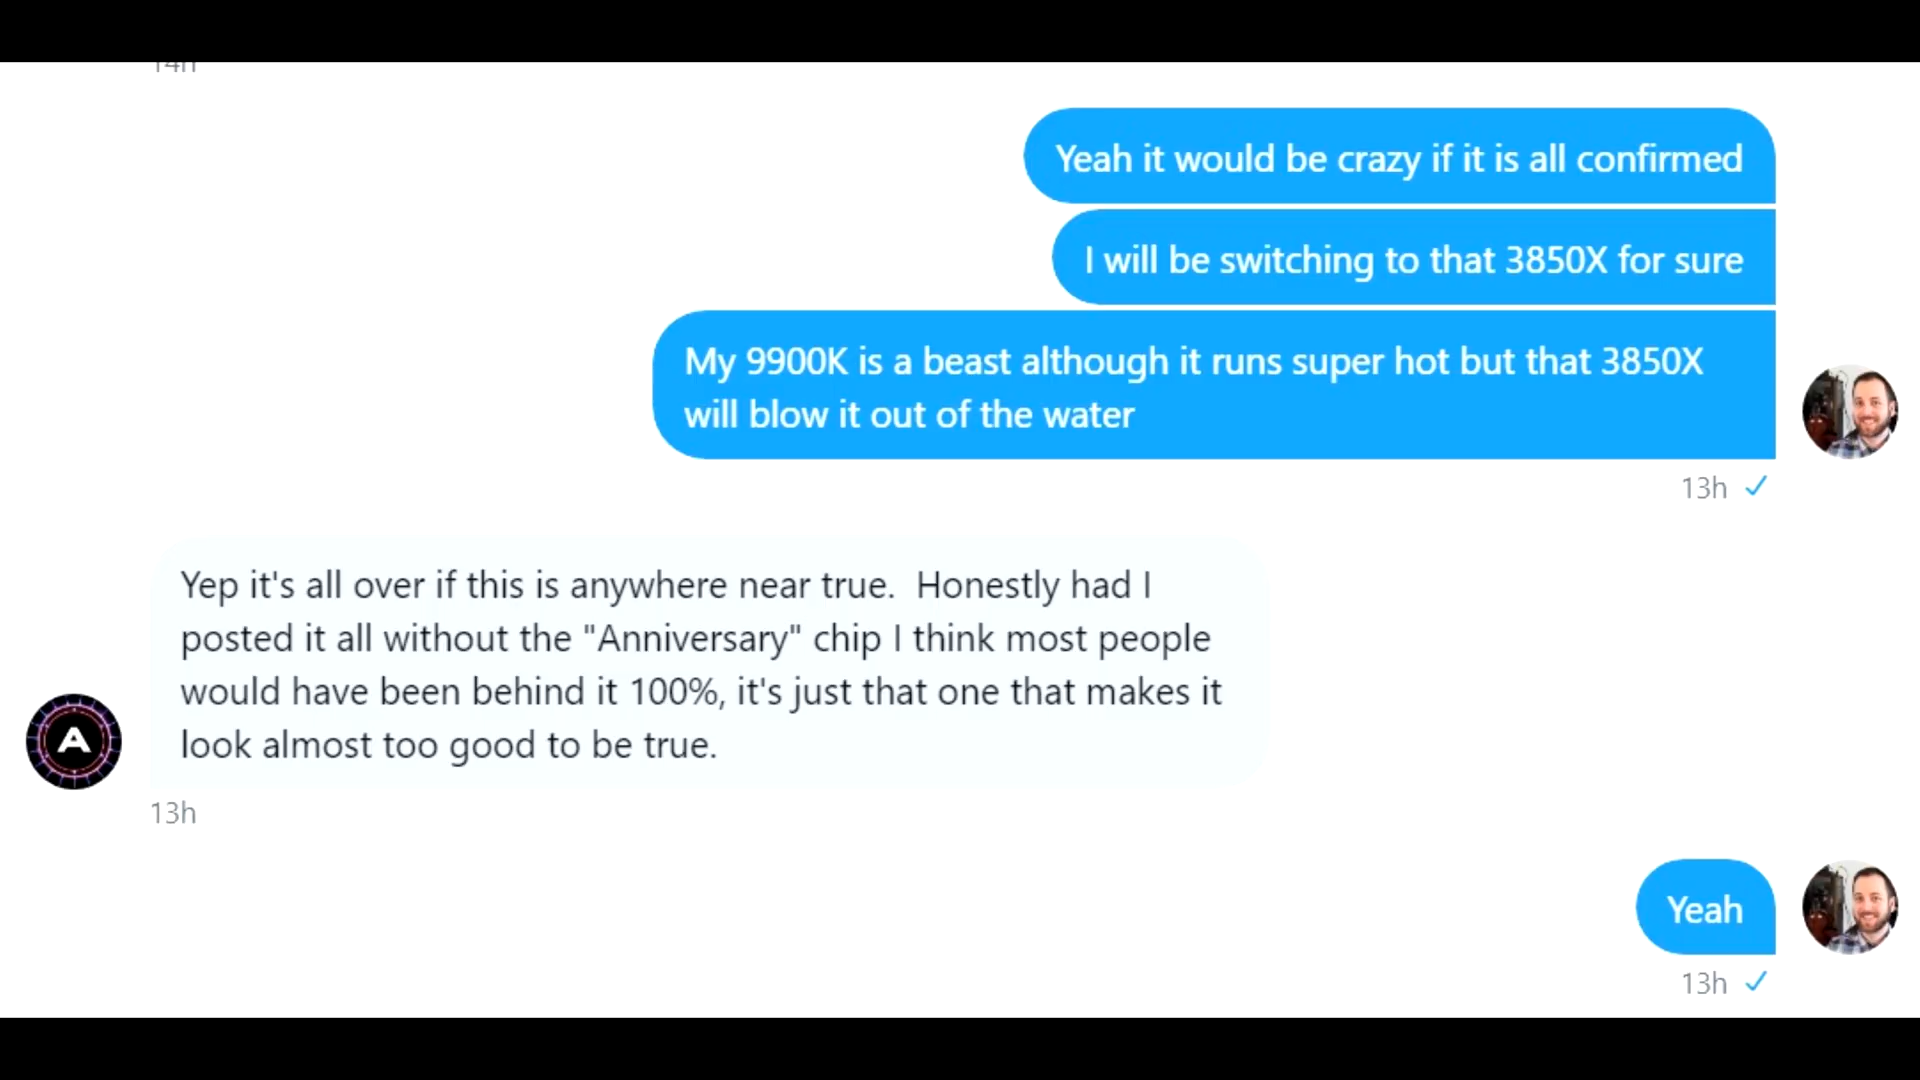 14h
Yeah it would be crazy if it is all confirmed
I will be switching to that 3850X for sure
My 9900K is a beast although it runs super hot but that 3850X
will blow it out of the water
13h
Yep it's all over if this is anywhere near true.  Honestly had I
posted it all without the "Anniversary" chip I think most people
would have been behind it 100%, it's just that one that makes it
look almost too good to be true.
A
13h
Yeah
13h